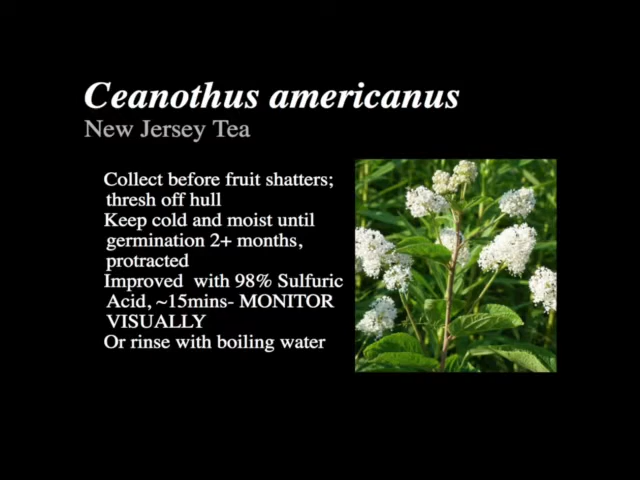 Ceanothus americanus
New Jersey Tea
Collect before fruit shatters;
thresh off hull
Keep cold and moist until
germination 2+ months,
protracted
Improved with 98% Sulfuric
Acid, ~15mins- MONITOR
VISUALLY
Or rinse with boiling water